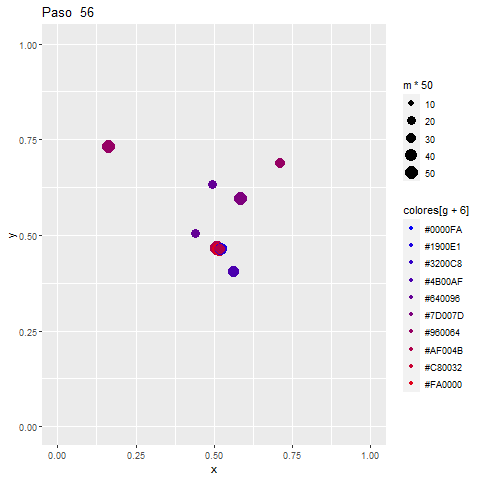 Paso  56
1.00
0.75
0.50
0.25
0.00
y
0.00
0.25
0.50
0.75
1.00
x
m * 50
10
20
30
40
50
colores[g + 6]
#0000FA
#1900E1
#3200C8
#4B00AF
#640096
#7D007D
#960064
#AF004B
#C80032
#FA0000